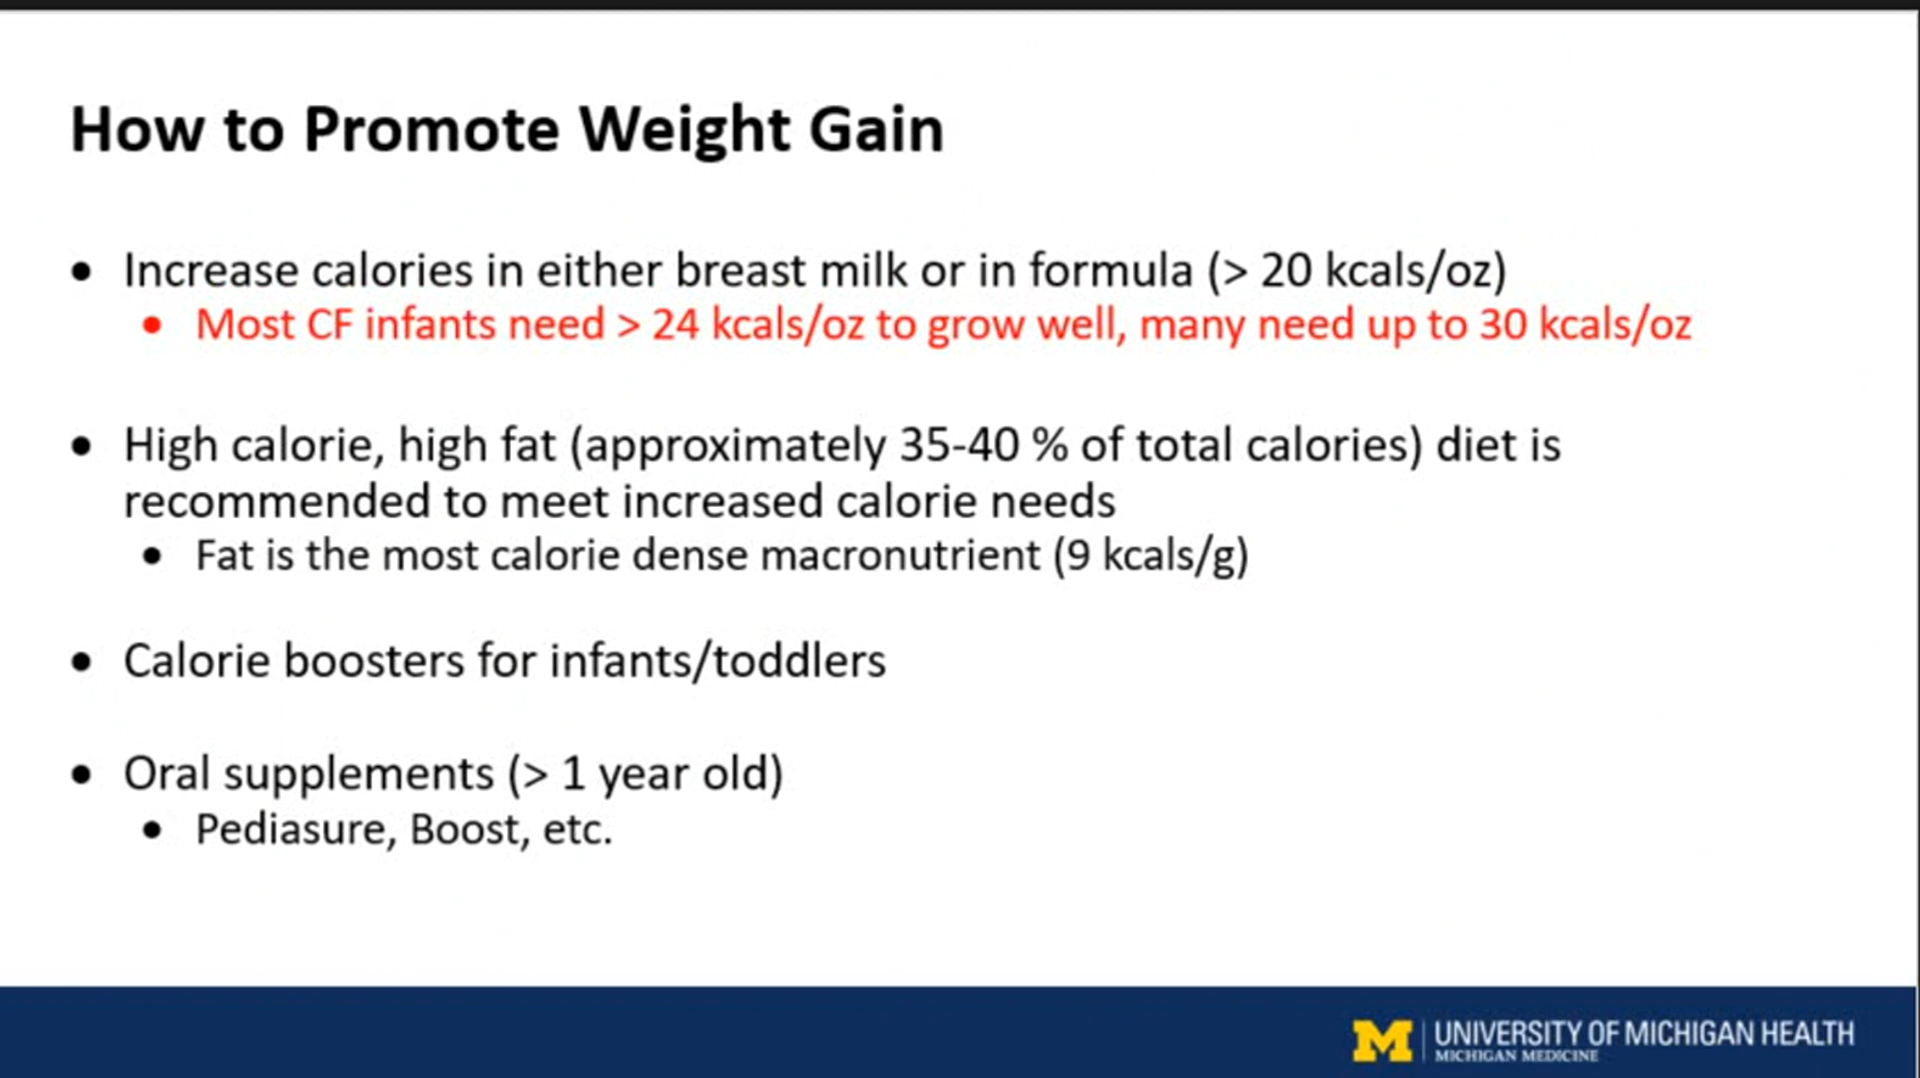 How to Promote Weight Gain
• Increase calories in either breast milk or in formula (> 20 kcals/oz)
• Most CF infants need > 24 kcals/oz to grow well, many need up to 30 kcals/oz
• High calorie, high fat (approximately 35-40 % of total calories) diet is
recommended to meet increased calorie needs
• Fat is the most calorie dense macronutrient (9 kcals/g)
• Calorie boosters for infants/toddlers
• Oral supplements (> 1 year old)
• Pediasure, Boost, etc.
M UNIVERSITY OF MICHIGAN HEALTH
MICHIGAN MEDICINE